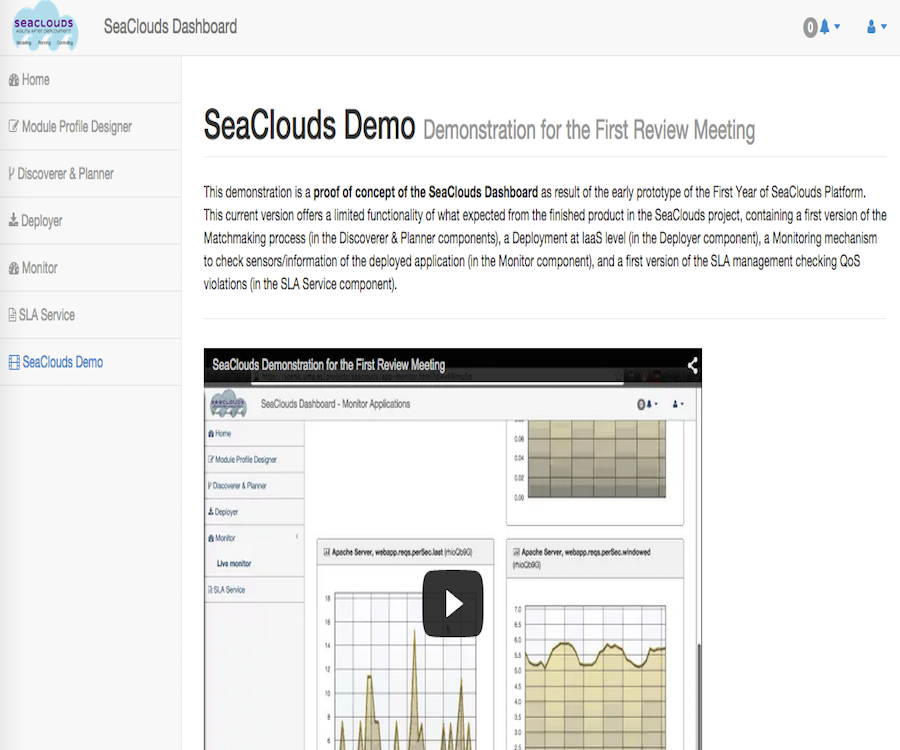 SEACLOUDS
AGILITY AFTER DEPLOYMENT
Modeling Planning Controlling
SeaClouds Dashboard
0
Home
Module Profile Designer
Discoverer & Planner
Deployer
Monitor
SLA Service
SeaClouds Demo
SeaClouds Demo Demonstration for the First Review Meeting
This demonstration is a proof of concept of the SeaClouds Dashboard as result of the early prototype of the First Year of SeaClouds Platform.
This current version offers a limited functionality of what expected from the finished product in the SeaClouds project, containing a first version of the
Matchmaking process (in the Discoverer & Planner components), a Deployment at IaaS level (in the Deployer component), a Monitoring mechanism
to check sensors/information of the deployed application (in the Monitor component), and a first version of the SLA management checking QoS
violations (in the SLA Service component).
SeaClouds Demonstration for the First Review Meeting
SEACLOUDS
SeaClouds Dashboard - Monitor Applications
0
Home
Module Profile Designer
Discoverer & Planner
Deployer
Monitor
Live monitor
SLA Service
0.06
0.04
0.02
0.00
Apache Server, webapp.reqs.perSec.last (rhioQb9G)
18
16
14
12
10
8
6
Apache Server, webapp.reqs.perSec.windowed
(rhioQb9G)
7.0
6.5
6.0
5.5
5.0
4.5
4.0
3.5
3.0
2.5